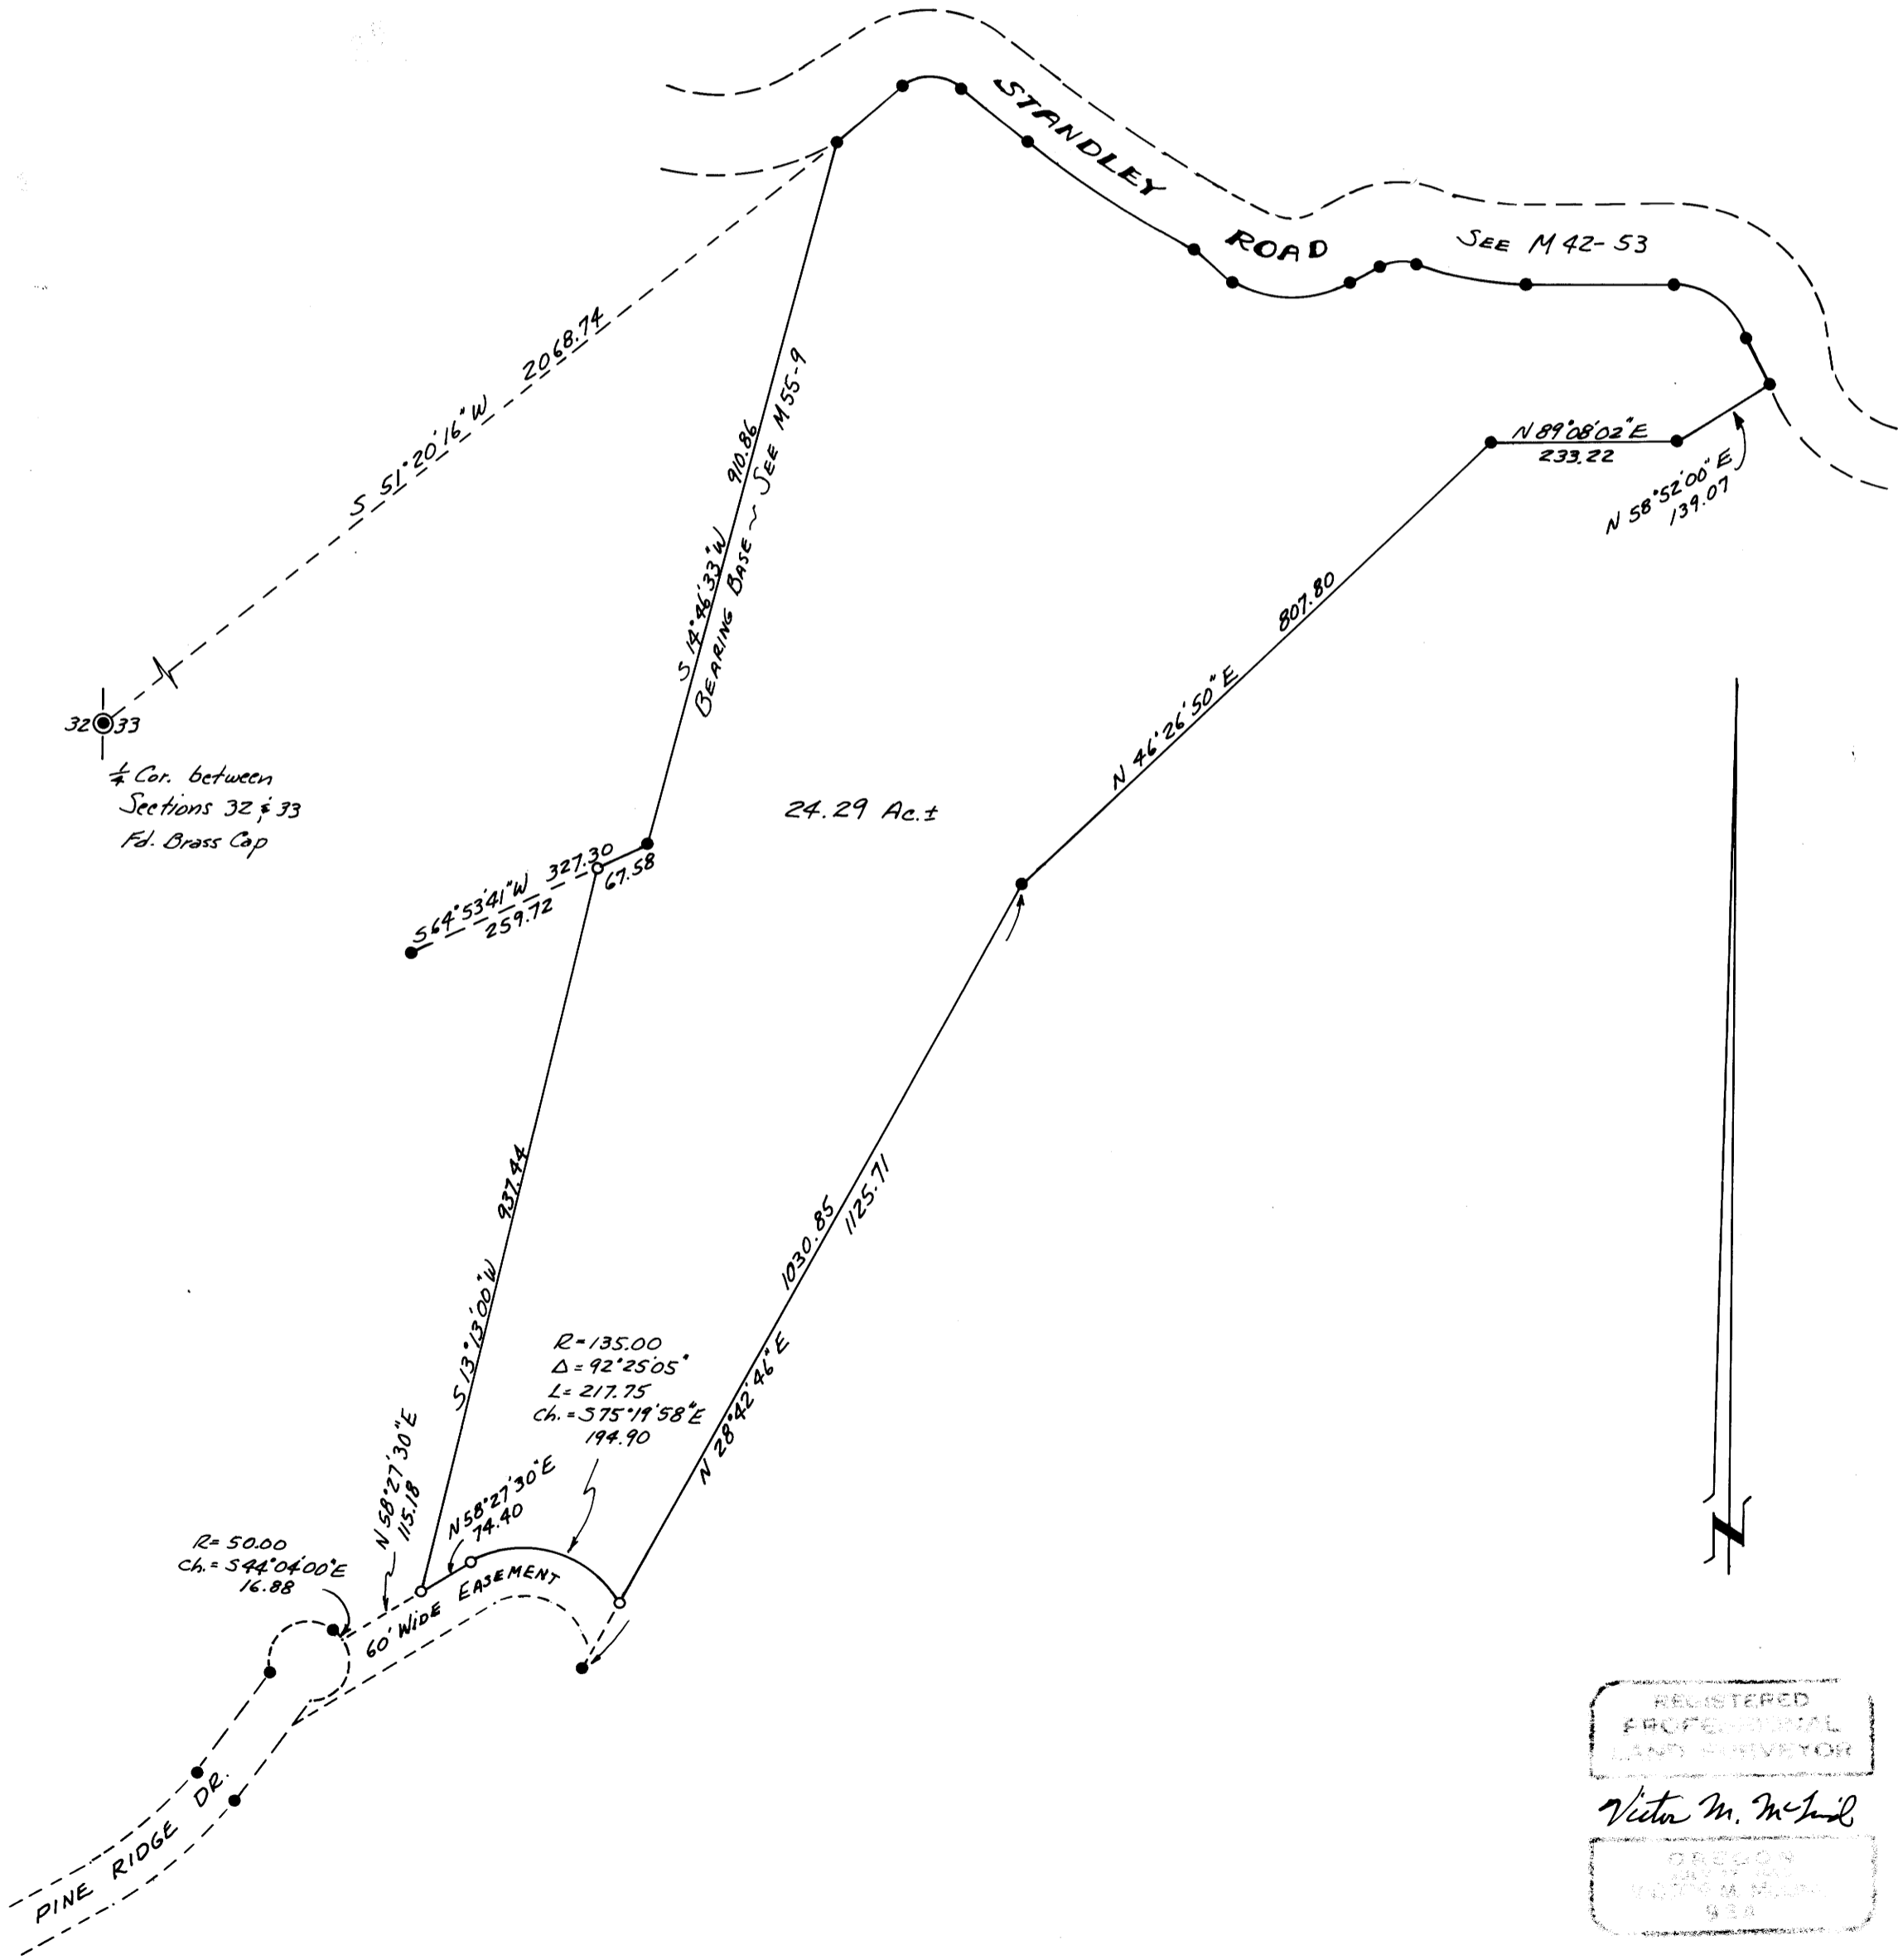 STANDLEY
ROAD
SEE M 42-53
S 51°20'16" W 2068.74
910.86
S 14°46'33" W
BEARING BASE ~ SEE M55-9
N 89°08'02" E
233.22
N 58°52'00" E
139.07
807.80
N 46°26'50" E
32 33
1/4 Cor. between
Sections 32 & 33
Fd. Brass Cap
24.29 Ac.±
S 64°53'41" W 327.30
259.72
67.58
937.44
S 13°13'00" W
1030.85
1125.71
N 28°42'46" E
R=135.00
Δ=92°25'05"
L=217.75
Ch.=S75°19'58"E
194.90
N 58°27'30" E
115.18
N 58°27'30" E
74.40
R=50.00
Ch.=S44°04'00"E
16.88
60' WIDE EASEMENT
PINE RIDGE DR.
N
REGISTERED
PROFESSIONAL
LAND SURVEYOR
Victor M.
OREGON